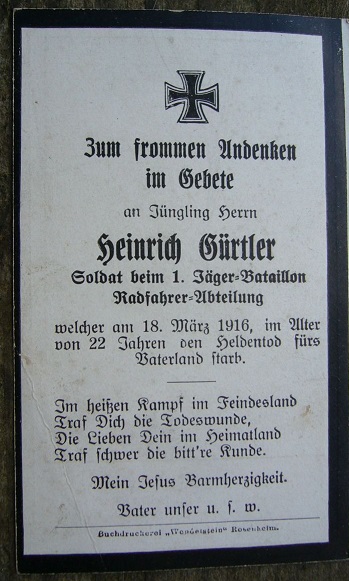 Zum frommen Andenken
im Gebete
an Jüngling Herrn
Heinrich Gürtler
Soldat beim 1. Jäger-Bataillon
Radfahrer-Abteilung
welcher am 18. März 1916, im Alter
von 22 Jahren den Heldentod fürs
Vaterland starb.
Im heißen Kampf im Feindesland
Traf Dich die Todeswunde,
Die Lieben Dein im Heimatland
Traf schwer die bitt're Kunde.
Mein Jesus Barmherzigkeit.
Vater unser u. s. w.
Buchdruckerei „Wendelstein" Rosenheim.